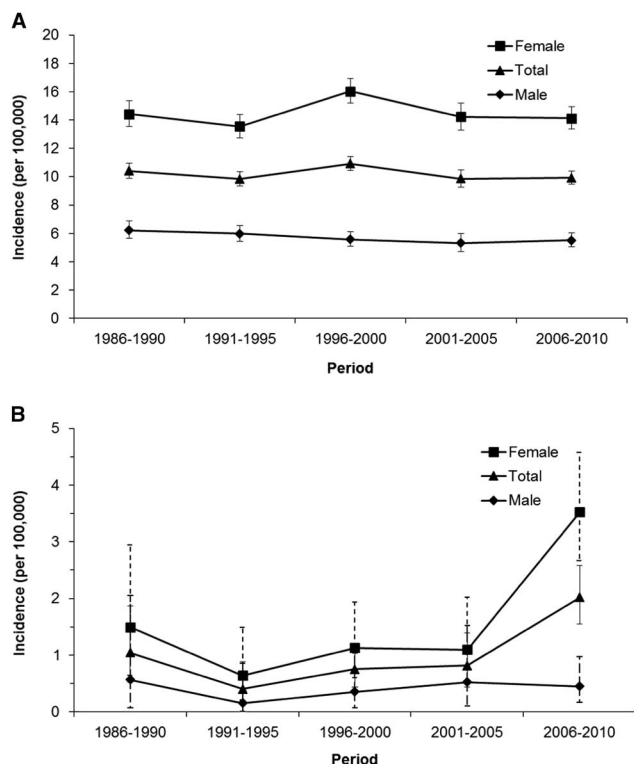 A
Incidence (per 100,000)
20
18
16
14
12
10
8
6
4
2
0
Female
Total
Male
1986-1990 1991-1995 1996-2000 2001-2005 2006-2010
Period
B
Incidence (per 100,000)
5
4
3
2
1
0
Female
Total
Male
1986-1990 1991-1995 1996-2000 2001-2005 2006-2010
Period